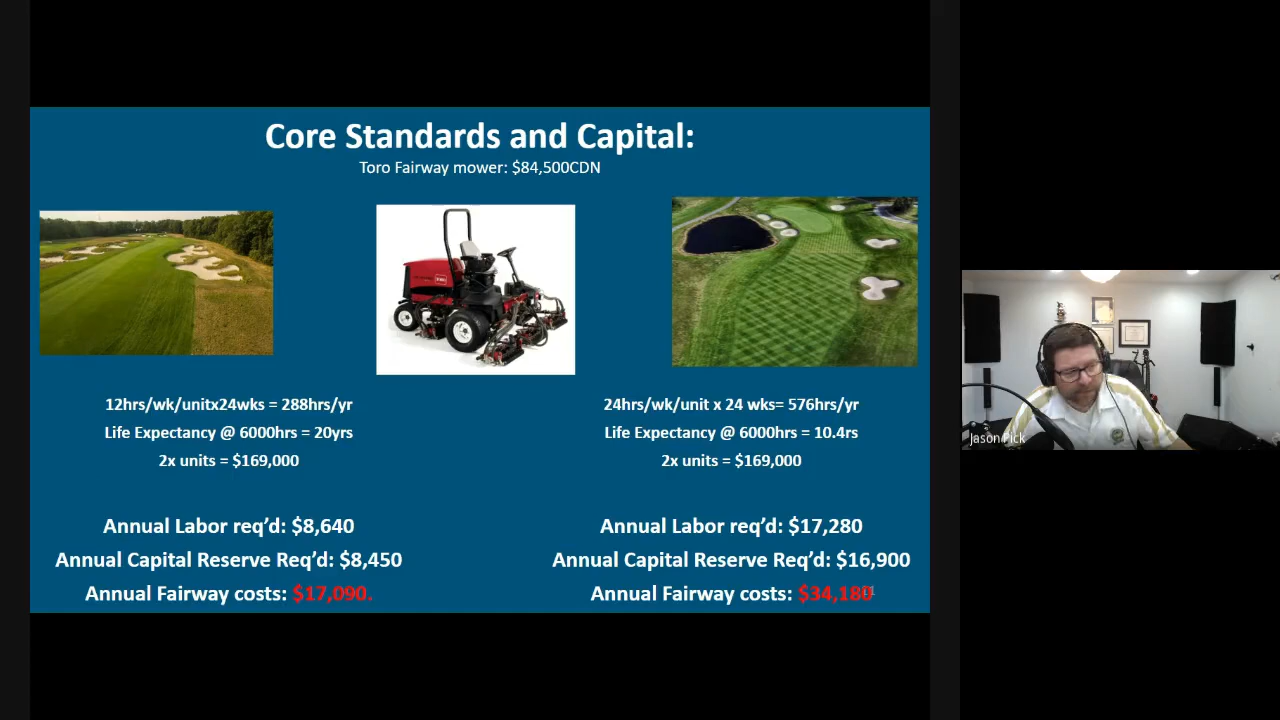 Core Standards and Capital:
Toro Fairway mower: $84,500CDN
12hrs/wk/unitx24wks = 288hrs/yr
Life Expectancy @ 6000hrs = 20yrs
2x units = $169,000
Annual Labor req'd: $8,640
Annual Capital Reserve Req'd: $8,450
Annual Fairway costs: $17,090.
24hrs/wk/unit x 24 wks= 576hrs/yr
Life Expectancy @ 6000hrs = 10.4rs
2x units = $169,000
Annual Labor req'd: $17,280
Annual Capital Reserve Req'd: $16,900
Annual Fairway costs: $34,180
Jason Pick